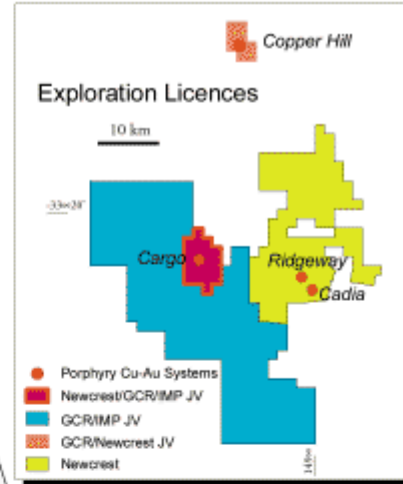 Copper Hill
Exploration Licences
10 km
Cargo
Ridgeway
Cadia
Porphyry Cu-Au Systems
Newcrest/GCR/IMP JV
GCR/IMP JV
GCR/Newcrest JV
Newcrest